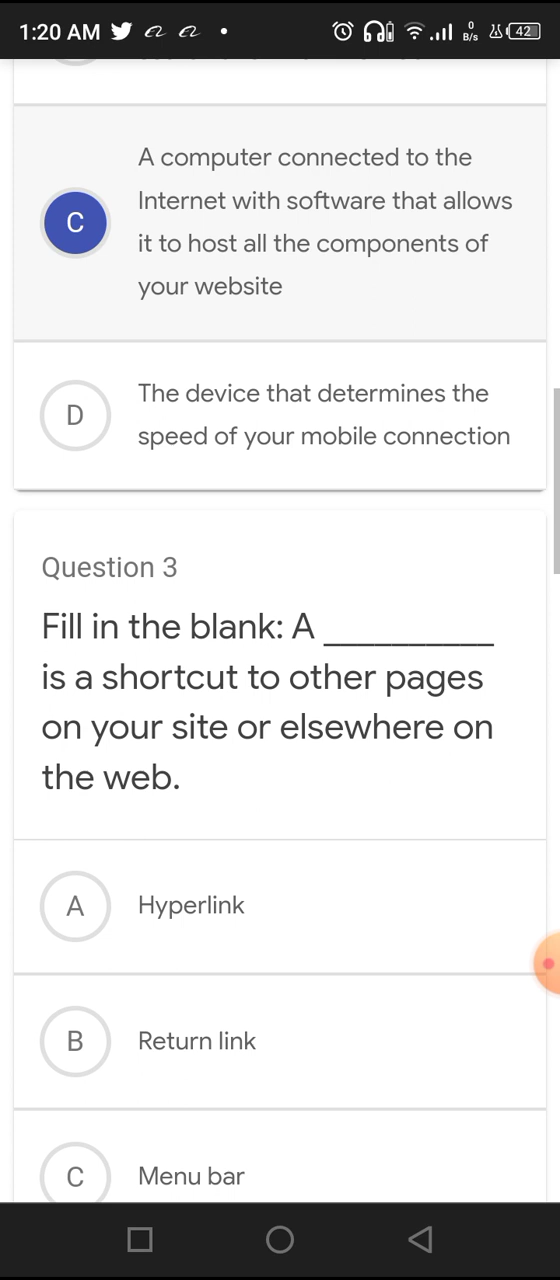 1:20 AM
0
B/s
42
C
A computer connected to the
Internet with software that allows
it to host all the components of
your website
D
The device that determines the
speed of your mobile connection
Question 3
Fill in the blank: A __________
is a shortcut to other pages
on your site or elsewhere on
the web.
A
Hyperlink
B
Return link
C
Menu bar